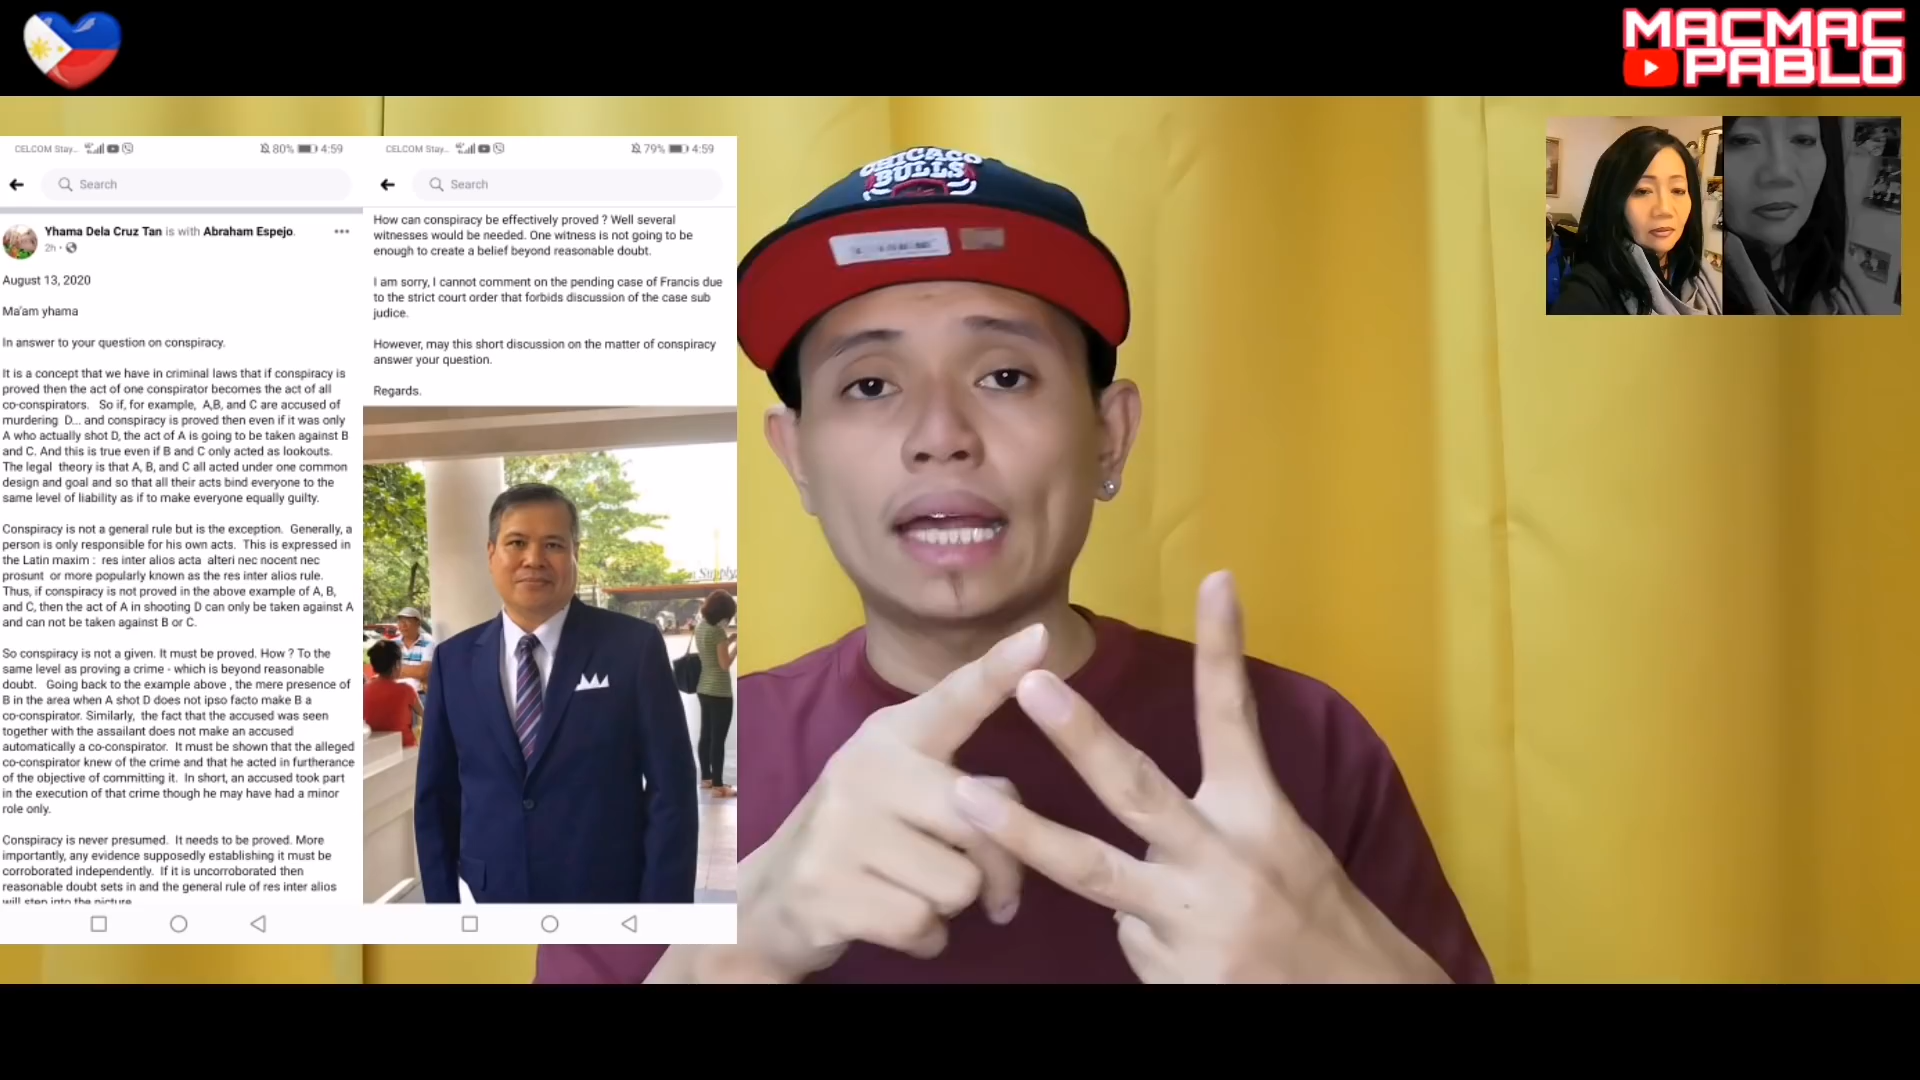 MACMAC
PABLO
CELCOM Stay...
80%
4:59
Search
Yhama Dela Cruz Tan is with Abraham Espejo.
2h
August 13, 2020
Ma'am yhama
In answer to your question on conspiracy.
It is a concept that we have in criminal laws that if conspiracy is
proved then the act of one conspirator becomes the act of all
co-conspirators. So if, for example, A,B, and C are accused of
murdering D... and conspiracy is proved then even if it was only
A who actually shot D, the act of A is going to be taken against B
and C. And this is true even if B and C only acted as lookouts.
The legal theory is that A, B, and C all acted under one common
design and goal and so that all their acts bind everyone to the
same level of liability as if to make everyone equally guilty.
Conspiracy is not a general rule but is the exception. Generally, a
person is only responsible for his own acts. This is expressed in
the Latin maxim : res inter alios acta alteri nec nocent nec
prosunt or more popularly known as the res inter alios rule.
Thus, if conspiracy is not proved in the above example of A, B,
and C, then the act of A in shooting D can only be taken against A
and can not be taken against B or C.
So conspiracy is not a given. It must be proved. How ? To the
same level as proving a crime - which is beyond reasonable
doubt. Going back to the example above , the mere presence of
B in the area when A shot D does not ipso facto make B a
co-conspirator. Similarly, the fact that the accused was seen
together with the assailant does not make an accused
automatically a co-conspirator. It must be shown that the alleged
co-conspirator knew of the crime and that he acted in furtherance
of the objective of committing it. In short, an accused took part
in the execution of that crime though he may have had a minor
role only.
Conspiracy is never presumed. It needs to be proved. More
importantly, any evidence supposedly establishing it must be
corroborated independently. If it is uncorroborated then
reasonable doubt sets in and the general rule of res inter alios
will step into the picture.
CELCOM Stay...
79%
4:59
Search
How can conspiracy be effectively proved ? Well several
witnesses would be needed. One witness is not going to be
enough to create a belief beyond reasonable doubt.
I am sorry, I cannot comment on the pending case of Francis due
to the strict court order that forbids discussion of the case sub
judice.
However, may this short discussion on the matter of conspiracy
answer your question.
Regards.
Simply
CHICAGO
BULLS